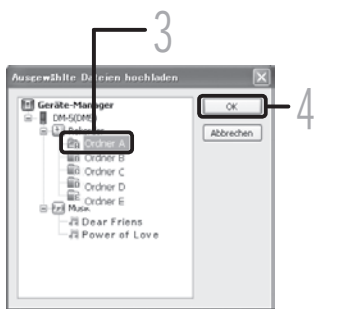 3
Ausgewählte Dateien hochladen
Geräte-Manager
OK
4
DM-5(DM5)
Abbrechen
Ordner A
Ordner B
Ordner C
Ordner D
Ordner E
Music
Dear Friens
Power of Love